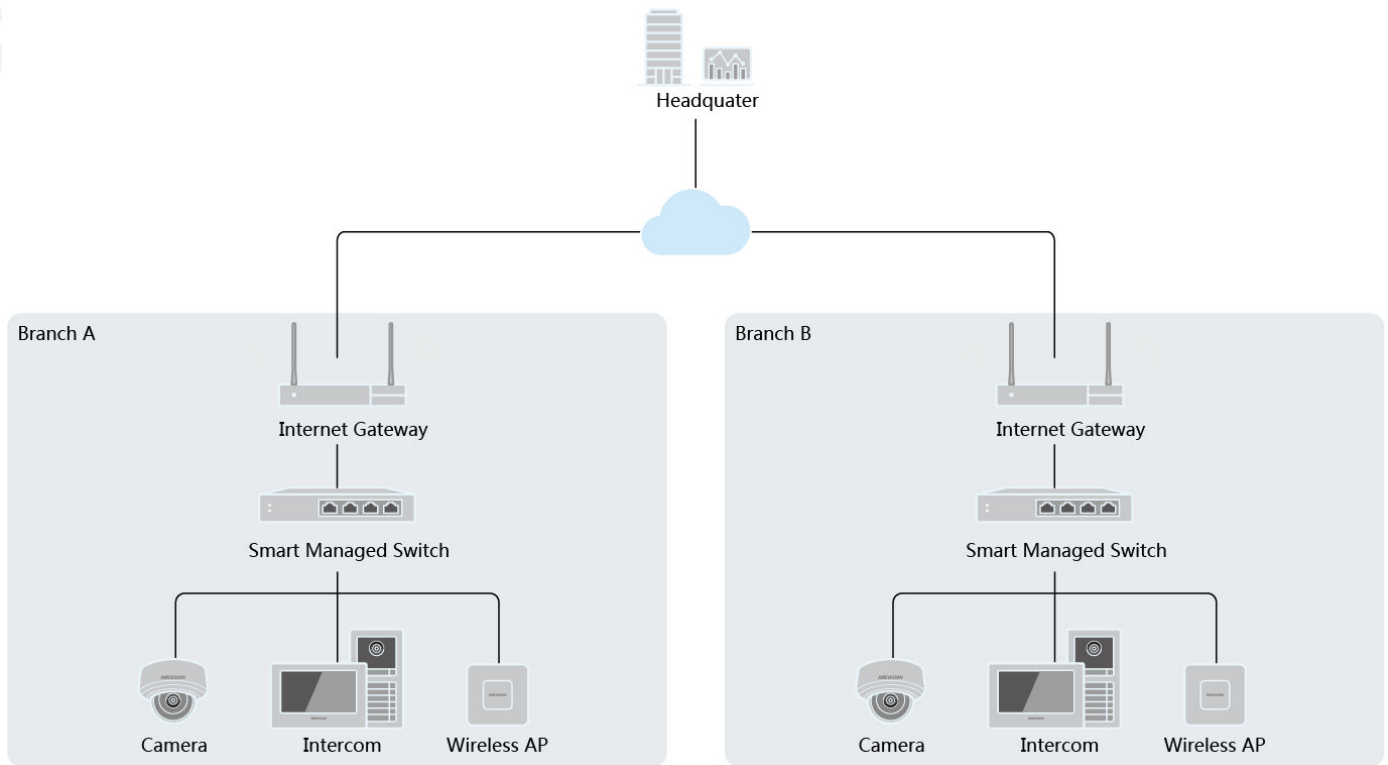 Headquater
Branch A
Internet Gateway
Smart Managed Switch
Camera
Intercom
Wireless AP
Branch B
Internet Gateway
Smart Managed Switch
Camera
Intercom
Wireless AP